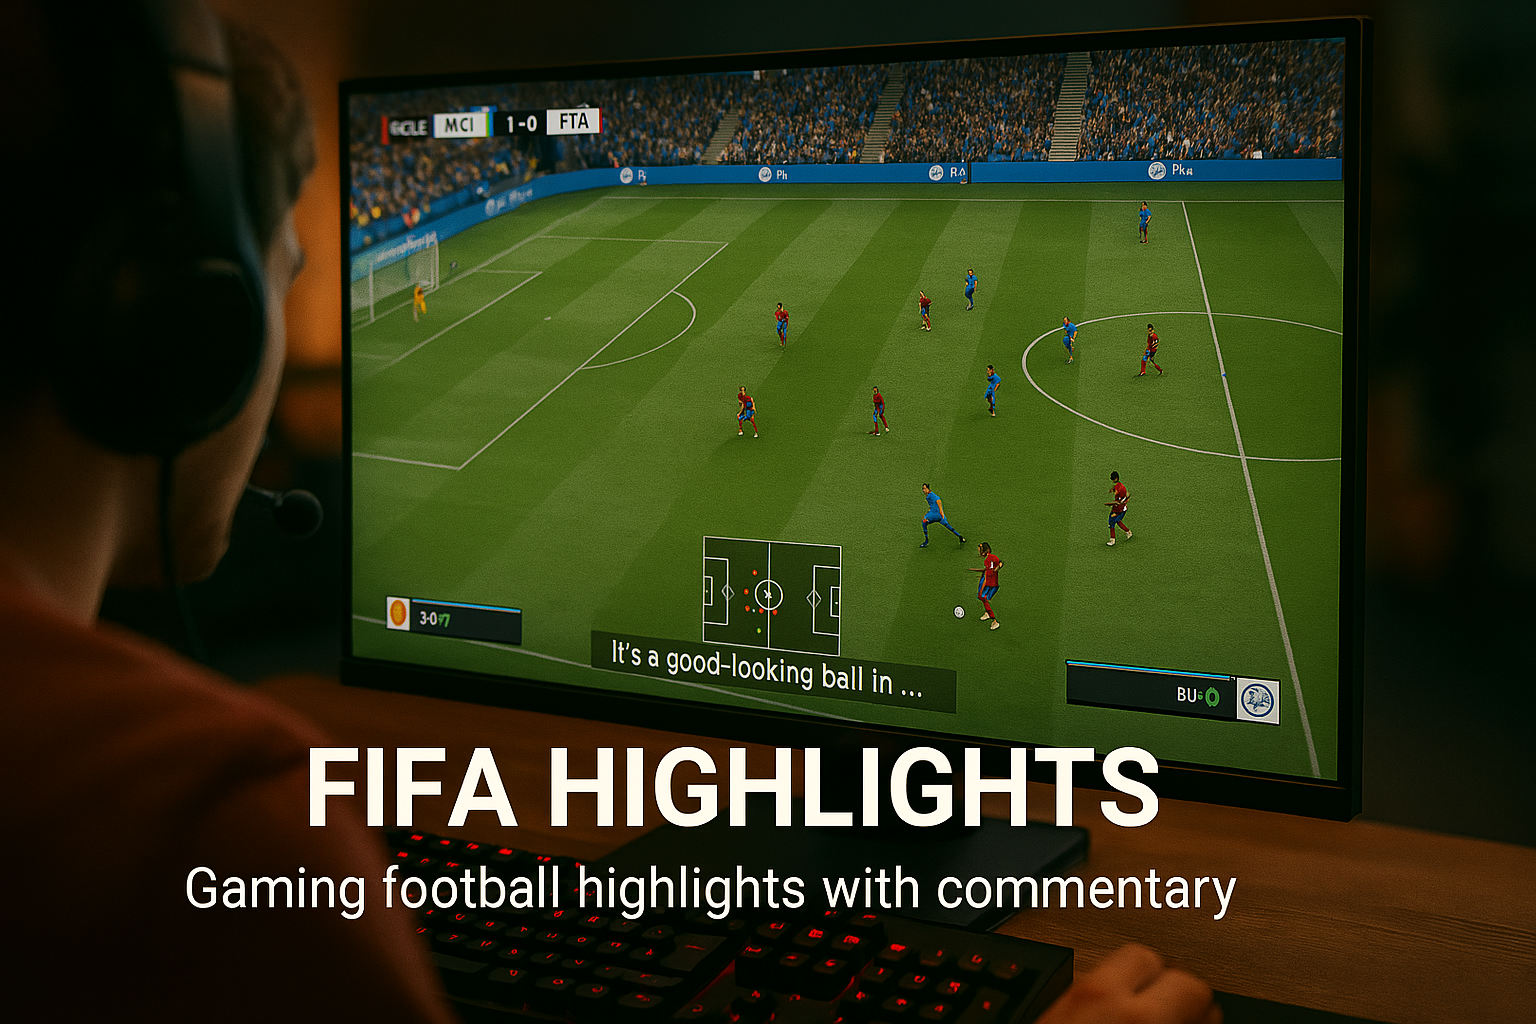 MCI 1-0 FTA
It's a good-looking ball in ...
FIFA HIGHLIGHTS
Gaming football highlights with commentary